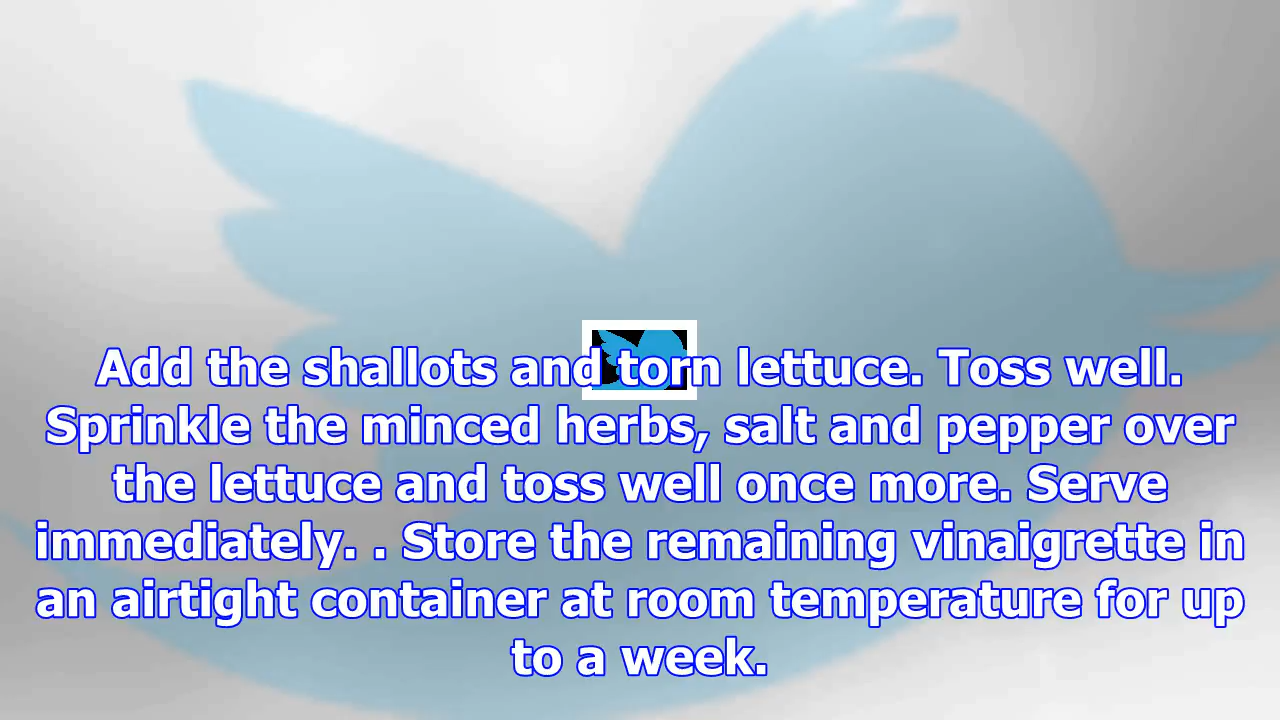 Add the shallots and torn lettuce. Toss well.
Sprinkle the minced herbs, salt and pepper over
the lettuce and toss well once more. Serve
immediately. . Store the remaining vinaigrette in
an airtight container at room temperature for up
to a week.